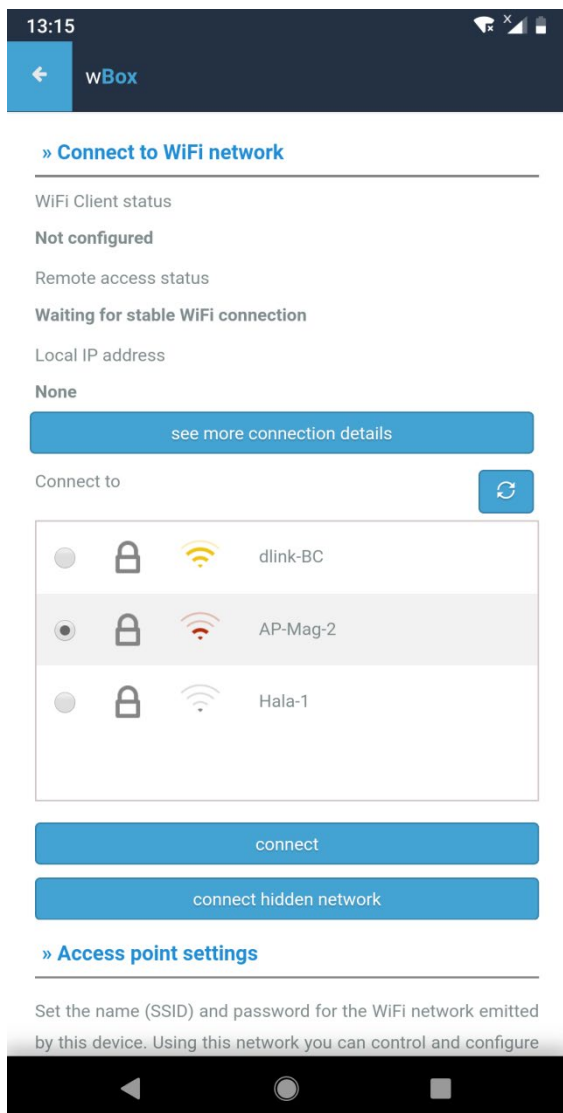 13:15
wBox
» Connect to WiFi network
WiFi Client status
Not configured
Remote access status
Waiting for stable WiFi connection
Local IP address
None
see more connection details
Connect to
dlink-BC
AP-Mag-2
Hala-1
connect
connect hidden network
» Access point settings
Set the name (SSID) and password for the WiFi network emitted
by this device. Using this network you can control and configure